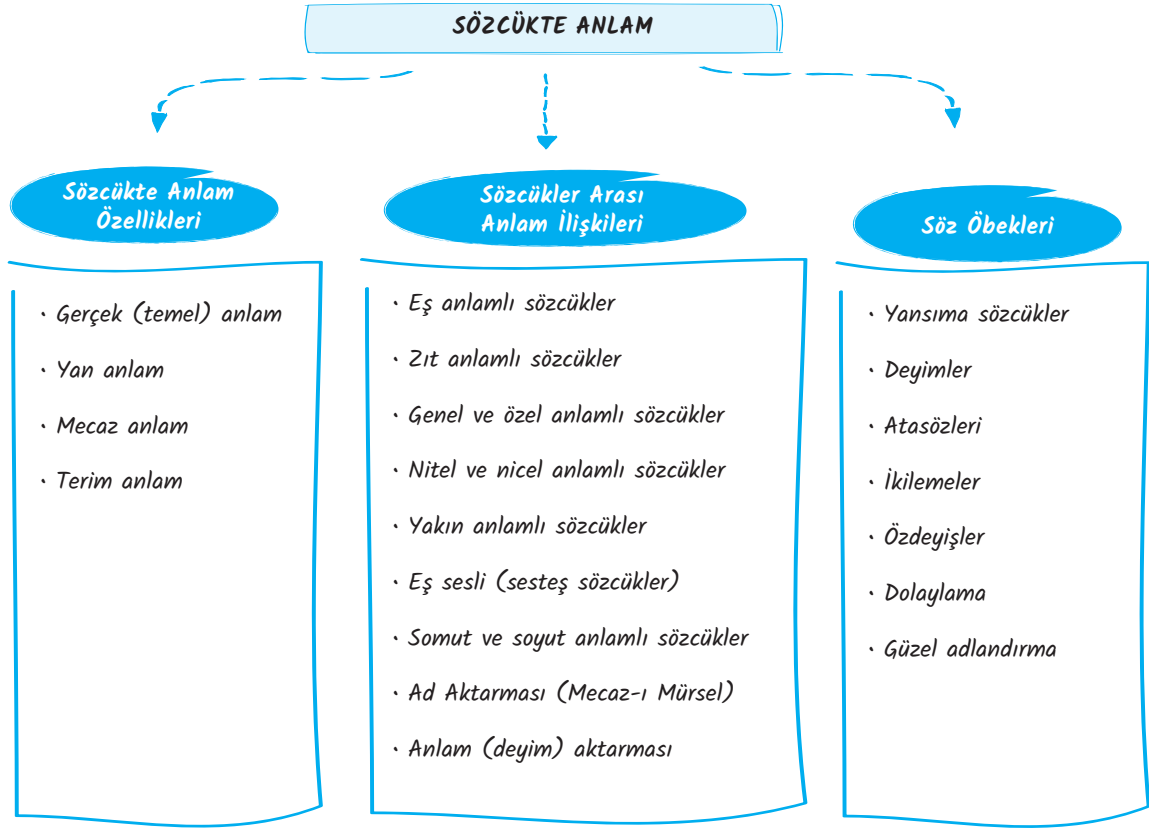 SÖZCÜKTE ANLAM
Sözcükte Anlam
Özellikleri
· Gerçek (temel) anlam
· Yan anlam
· Mecaz anlam
· Terim anlam
Sözcükler Arası
Anlam İlişkileri
· Eş anlamlı sözcükler
· Zıt anlamlı sözcükler
· Genel ve özel anlamlı sözcükler
· Nitel ve nicel anlamlı sözcükler
· Yakın anlamlı sözcükler
· Eş sesli (sesteş sözcükler)
· Somut ve soyut anlamlı sözcükler
· Ad Aktarması (Mecaz-ı Mürsel)
· Anlam (deyim) aktarması
Söz Öbekleri
· Yansıma sözcükler
· Deyimler
· Atasözleri
· İkilemeler
· Özdeyişler
· Dolaylama
· Güzel adlandırma